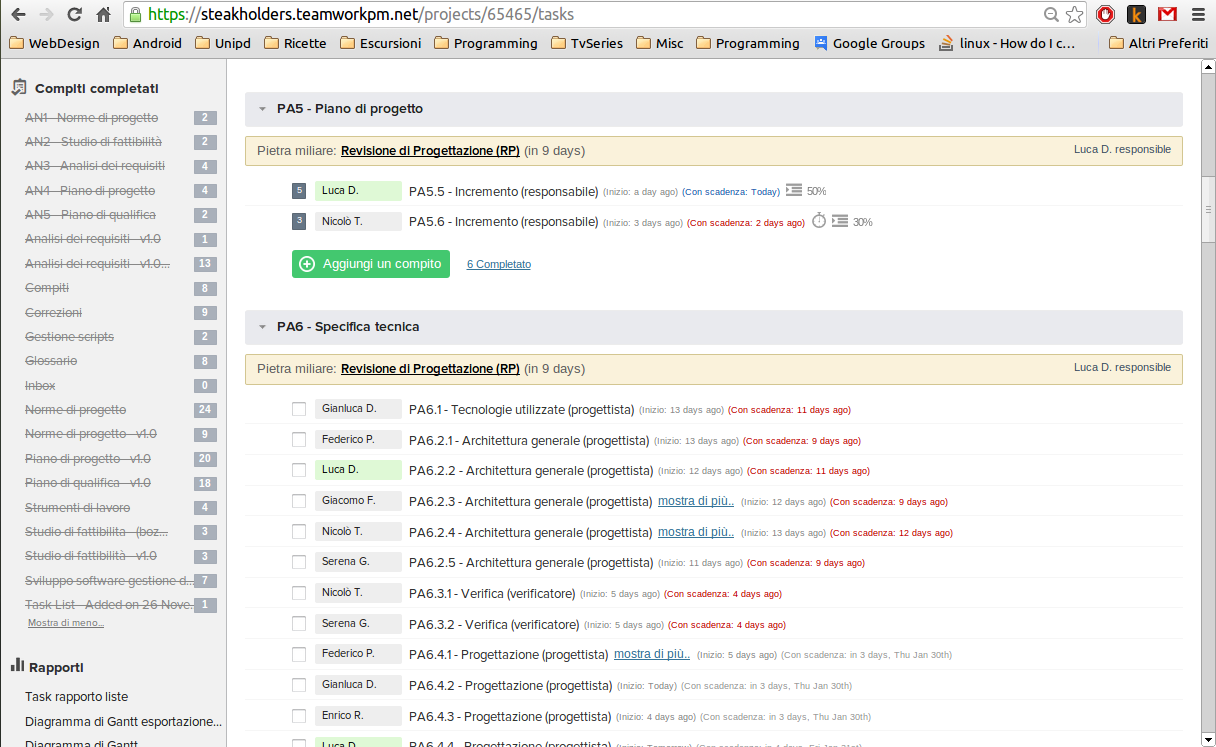 https://steakholders.teamworkpm.net/projects/65465/tasks
WebDesign Android Unipd Ricette Escursioni Programming TvSeries Misc Programming Google Groups linux - How do I c... Altri Preferiti
Compiti completati
AN1 - Norme di progetto 2
AN2 - Studio di fattibilità 2
AN3 - Analisi dei requisiti 4
AN4 - Piano di progetto 4
AN5 - Piano di qualifica 2
Analisi dei requisiti - v1.0 1
Analisi dei requisiti - v1.0... 13
Compiti 8
Correzioni 9
Gestione scripts 2
Glossario 8
Inbox 0
Norme di progetto 24
Norme di progetto - v1.0 9
Piano di progetto - v1.0 20
Piano di qualifica - v1.0 18
Strumenti di lavoro 4
Studio di fattibilita - (boz... 3
Studio di fattibilità - v1.0 3
Sviluppo software gestione d... 7
Task List - Added on 26 Nove... 1
Mostra di meno...
Rapporti
Task rapporto liste
Diagramma di Gantt esportazione...
Diagramma di Gantt
PA5 - Piano di progetto
Pietra miliare: Revisione di Progettazione (RP) (in 9 days) Luca D. responsible
5 Luca D. PA5.5 - Incremento (responsabile) (Inizio: a day ago) (Con scadenza: Today) 50%
3 Nicolò T. PA5.6 - Incremento (responsabile) (Inizio: 3 days ago) (Con scadenza: 2 days ago) 30%
Aggiungi un compito 6 Completato
PA6 - Specifica tecnica
Pietra miliare: Revisione di Progettazione (RP) (in 9 days) Luca D. responsible
Gianluca D. PA6.1 - Tecnologie utilizzate (progettista) (Inizio: 13 days ago) (Con scadenza: 11 days ago)
Federico P. PA6.2.1 - Architettura generale (progettista) (Inizio: 13 days ago) (Con scadenza: 9 days ago)
Luca D. PA6.2.2 - Architettura generale (progettista) (Inizio: 12 days ago) (Con scadenza: 11 days ago)
Giacomo F. PA6.2.3 - Architettura generale (progettista) mostra di più.. (Inizio: 12 days ago) (Con scadenza: 9 days ago)
Nicolò T. PA6.2.4 - Architettura generale (progettista) mostra di più.. (Inizio: 13 days ago) (Con scadenza: 12 days ago)
Serena G. PA6.2.5 - Architettura generale (progettista) (Inizio: 11 days ago) (Con scadenza: 9 days ago)
Nicolò T. PA6.3.1 - Verifica (verificatore) (Inizio: 5 days ago) (Con scadenza: 4 days ago)
Serena G. PA6.3.2 - Verifica (verificatore) (Inizio: 5 days ago) (Con scadenza: 4 days ago)
Federico P. PA6.4.1 - Progettazione (progettista) mostra di più.. (Inizio: 5 days ago) (Con scadenza: in 3 days, Thu Jan 30th)
Gianluca D. PA6.4.2 - Progettazione (progettista) (Inizio: Today) (Con scadenza: in 3 days, Thu Jan 30th)
Enrico R. PA6.4.3 - Progettazione (progettista) (Inizio: 4 days ago) (Con scadenza: in 3 days, Thu Jan 30th)
Luca D. PA6.4.4 - Progettazione (progettista) (Inizio: Tomorrow) (Con scadenza: in 4 days, Fri Jan 31st)